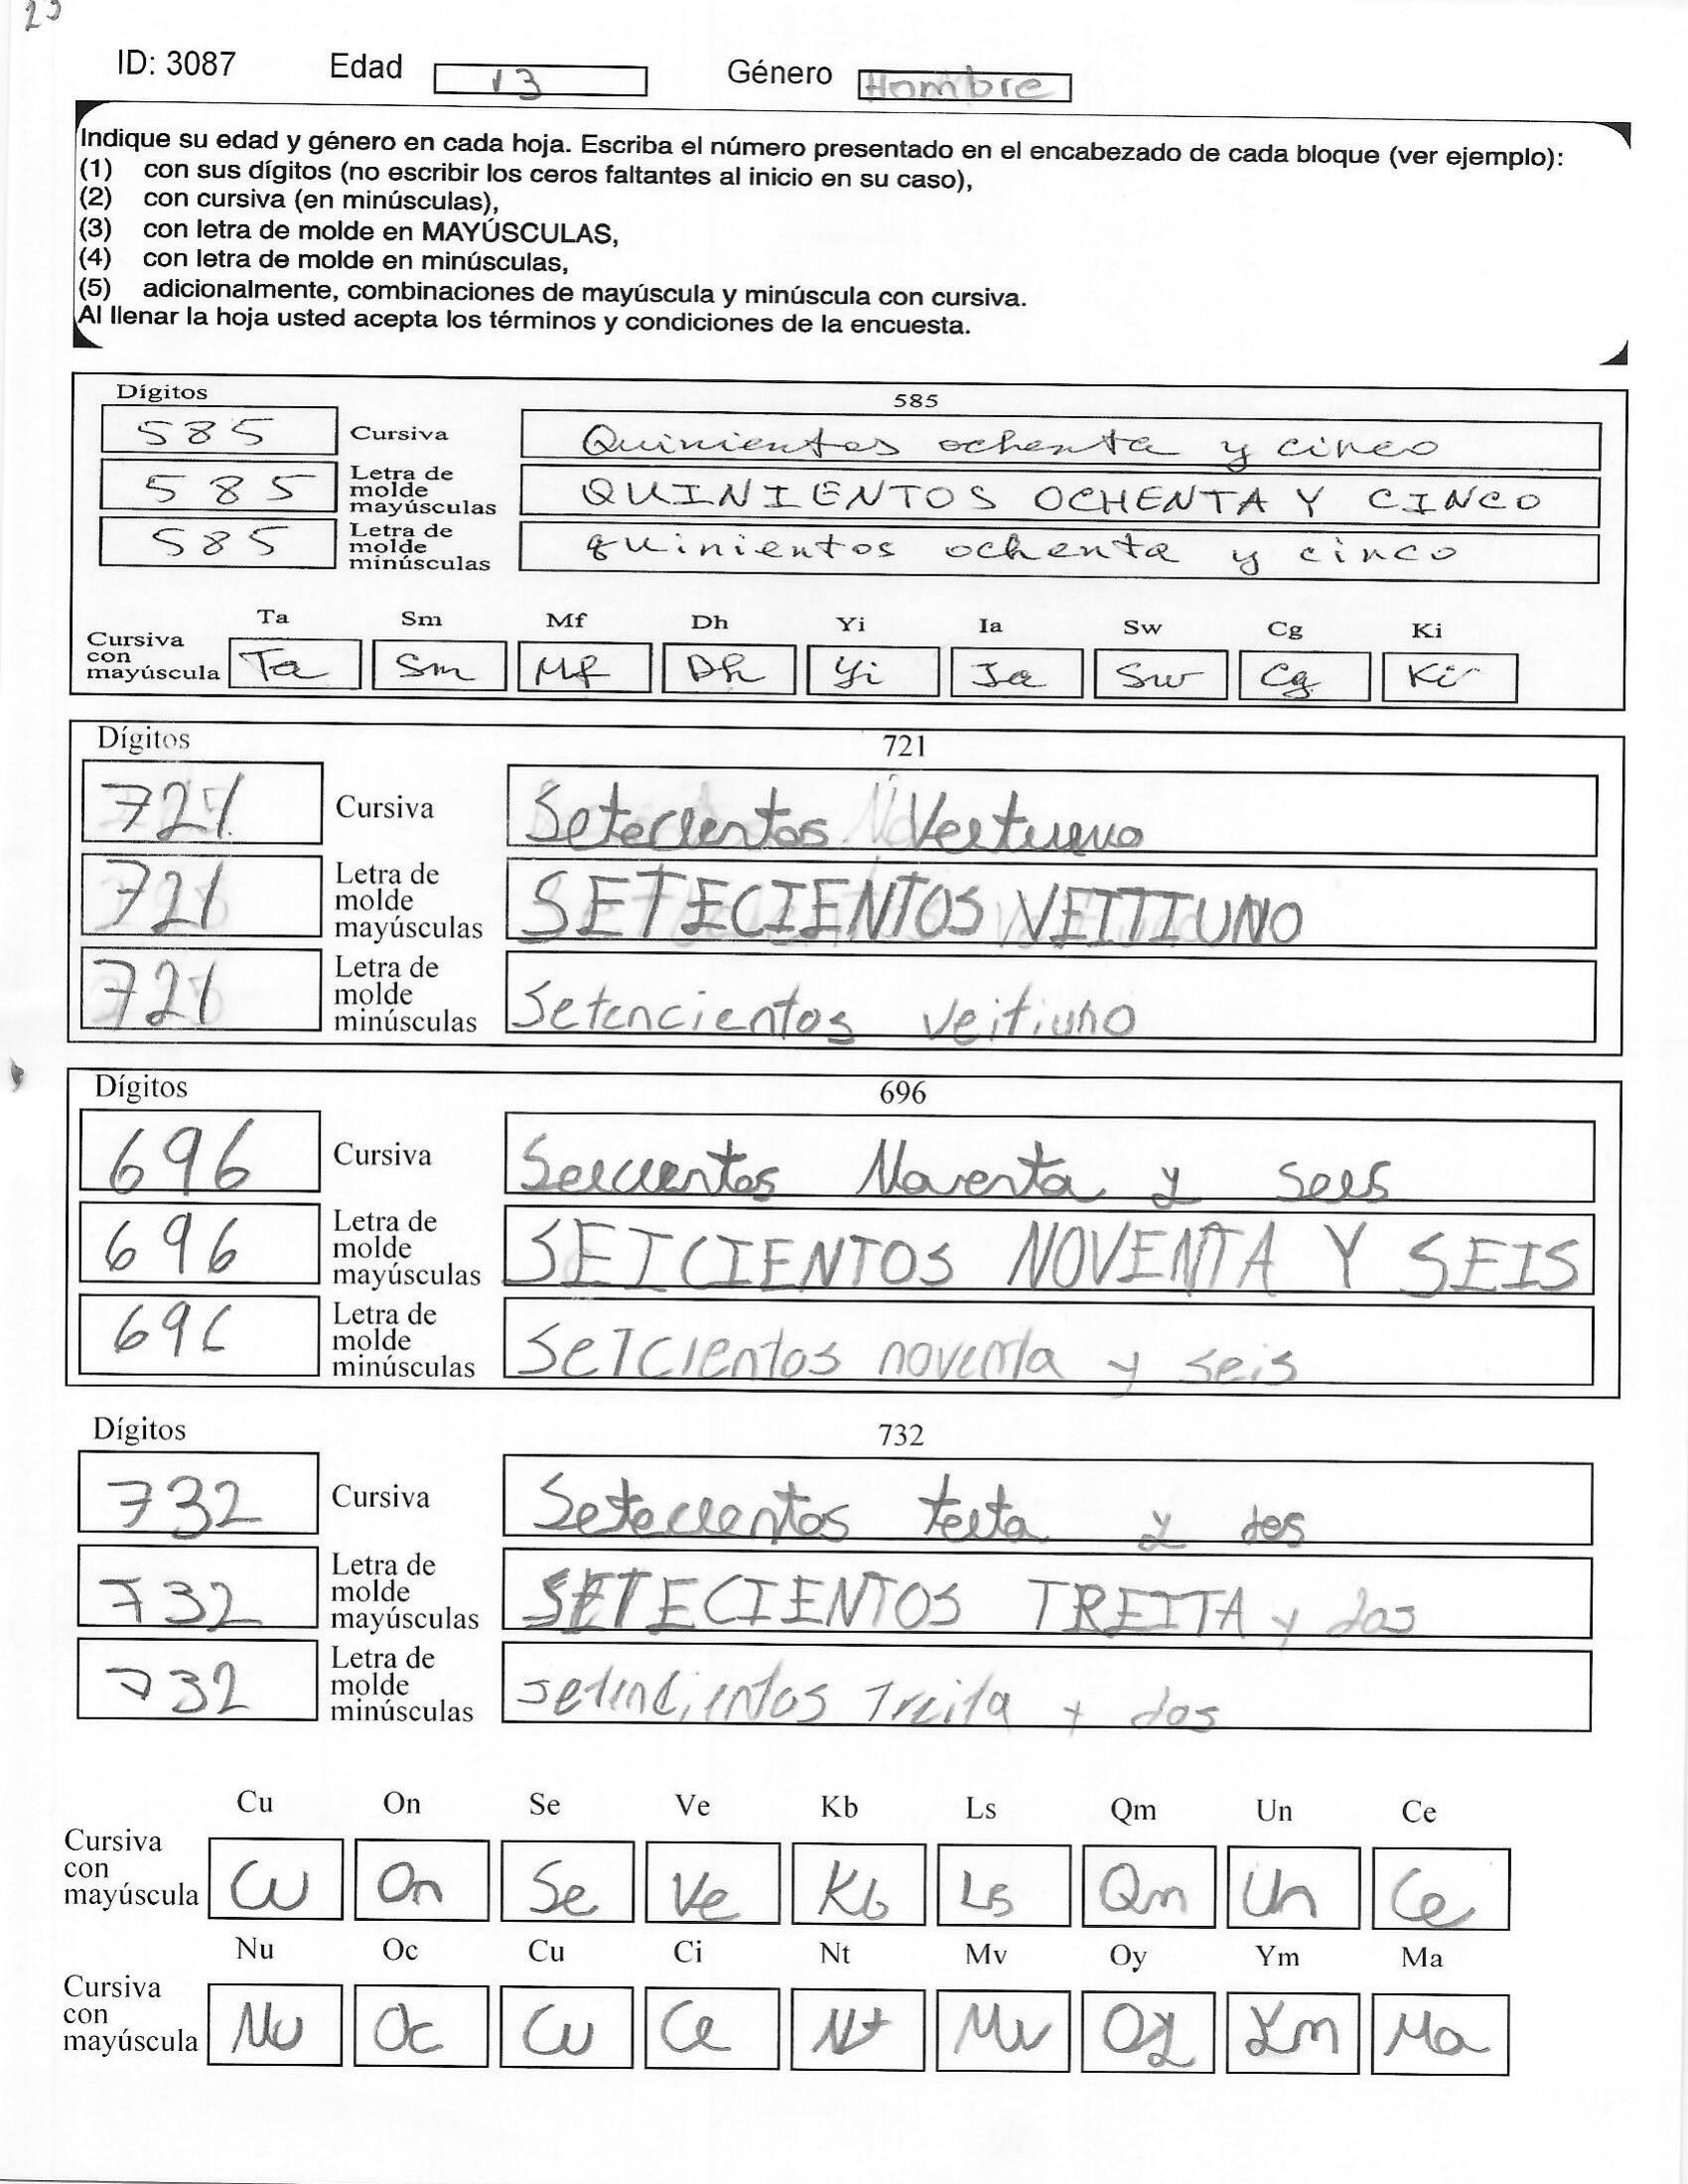 23
ID: 3087 Edad 13 Género Hombre
Indique su edad y género en cada hoja. Escriba el número presentado en el encabezado de cada bloque (ver ejemplo):
(1) con sus dígitos (no escribir los ceros faltantes al inicio en su caso),
(2) con cursiva (en minúsculas),
(3) con letra de molde en MAYÚSCULAS,
(4) con letra de molde en minúsculas,
(5) adicionalmente, combinaciones de mayúscula y minúscula con cursiva.
Al llenar la hoja usted acepta los términos y condiciones de la encuesta.
Dígitos 585
585 Cursiva Quinientos ochenta y cinco
585 Letra de molde mayúsculas QUINIENTOS OCHENTA Y CINCO
585 Letra de molde minúsculas quinientos ochenta y cinco
Ta Sm Mf Dh Yi Ia Sw Cg Ki
Cursiva con mayúscula Ta Sm Mf Dh Yi Ia Sw Cg Ki
Dígitos 721
721 Cursiva Setecientos Veituno
721 Letra de molde mayúsculas SETECIENTOS VEITIUNO
721 Letra de molde minúsculas Setencientos veitiuno
Dígitos 696
696 Cursiva Seicientos Noventa y seis
696 Letra de molde mayúsculas SEICIENTOS NOVENTA Y SEIS
696 Letra de molde minúsculas SeIcientos noventa y seis
Dígitos 732
732 Cursiva Setecientos teita y dos
732 Letra de molde mayúsculas SETECIENTOS TREITA y dos
732 Letra de molde minúsculas setencientos Treita y dos
Cu On Se Ve Kb Ls Qm Un Ce
Cursiva con mayúscula Cu On Se Ve Kb Ls Qm Un Ce
Nu Oc Cu Ci Nt Mv Oy Ym Ma
Cursiva con mayúscula Nu Oc Cu Ce Nt Mv Oy Ym Ma